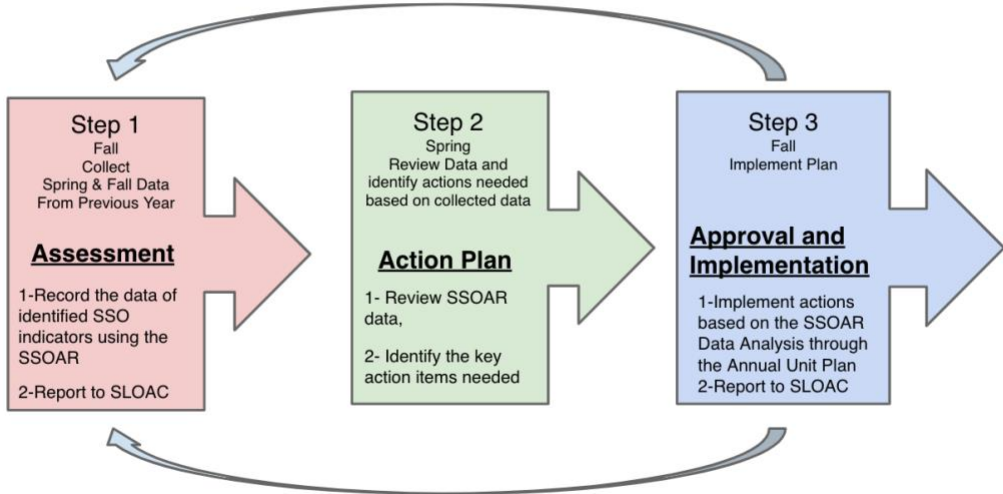 Step 1
Fall
Collect
Spring & Fall Data
From Previous Year
Assessment
1-Record the data of
identified SSO
indicators using the
SSOAR
2-Report to SLOAC
Step 2
Spring
Review Data and
identify actions needed
based on collected data
Action Plan
1- Review SSOAR
data,
2- Identify the key
action items needed
Step 3
Fall
Implement Plan
Approval and
Implementation
1-Implement actions
based on the SSOAR
Data Analysis through
the Annual Unit Plan
2-Report to SLOAC